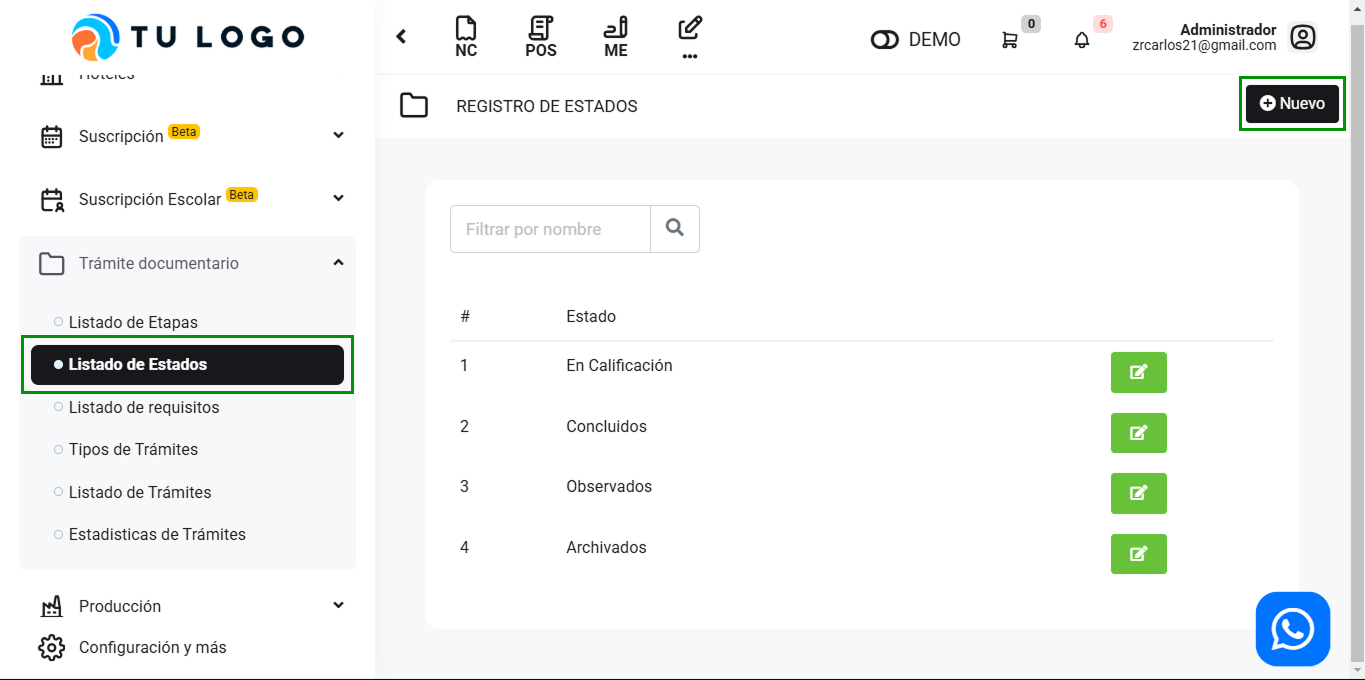 TU LOGO
NC
POS
ME
...
DEMO
0
6
Administrador
zrcarlos21@gmail.com
Hoteles
Suscripción Beta
Suscripción Escolar Beta
Trámite documentario
Listado de Etapas
Listado de Estados
Listado de requisitos
Tipos de Trámites
Listado de Trámites
Estadisticas de Trámites
Producción
Configuración y más
REGISTRO DE ESTADOS
Nuevo
Filtrar por nombre
# Estado
1 En Calificación
2 Concluidos
3 Observados
4 Archivados